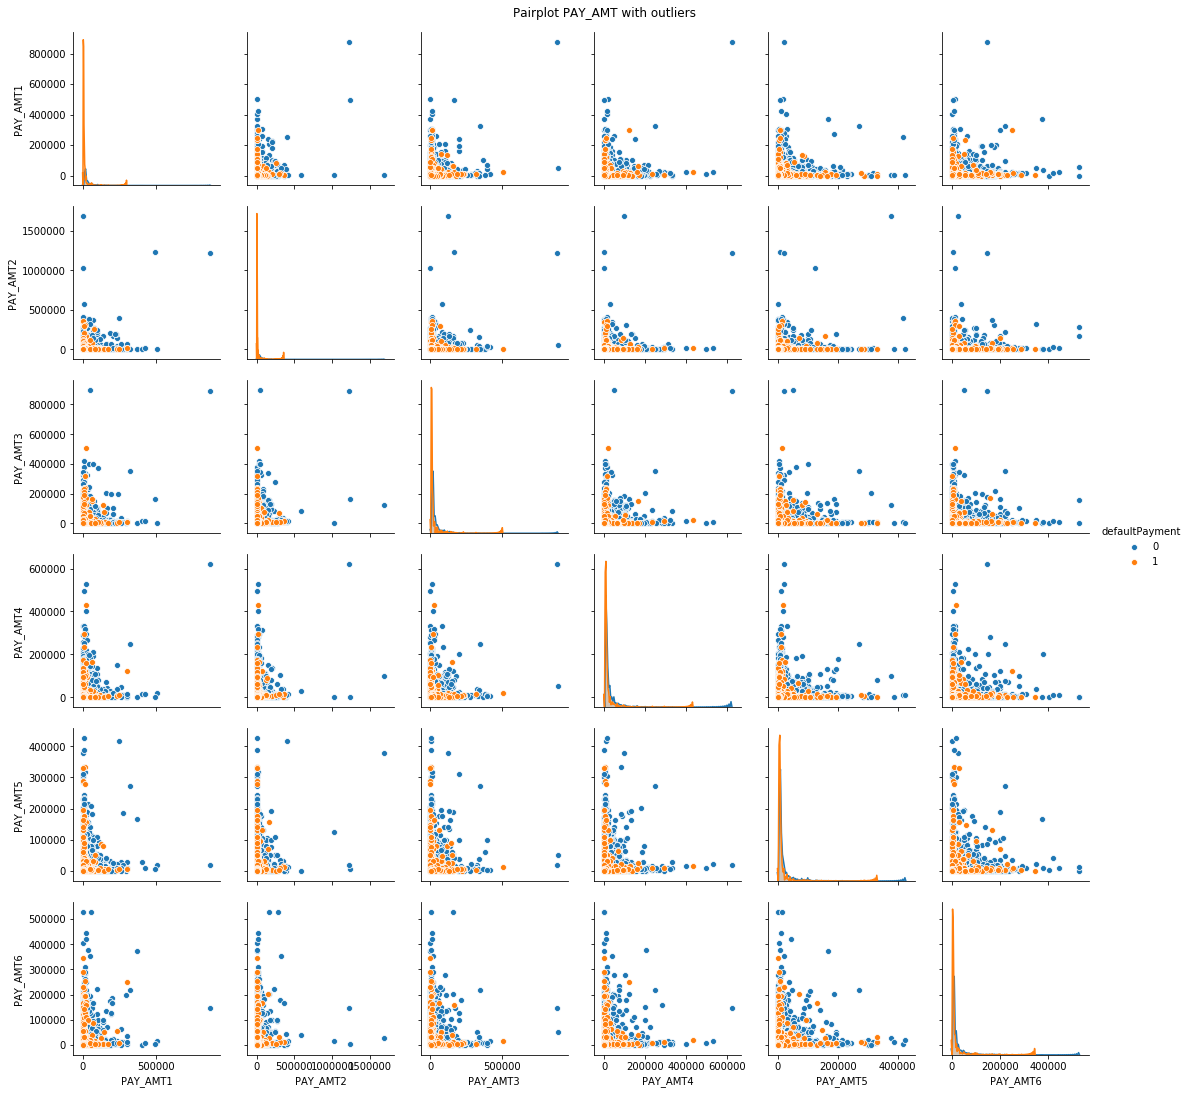 Pairplot PAY_AMT with outliers
800000
600000
400000
200000
0
PAY_AMT1
1500000
1000000
500000
0
PAY_AMT2
800000
600000
400000
200000
0
PAY_AMT3
defaultPayment
0
1
600000
400000
200000
0
PAY_AMT4
400000
300000
200000
100000
0
PAY_AMT5
500000
400000
300000
200000
100000
0
PAY_AMT6
0 500000
0 500000 1000000 1500000
0 500000
0 200000 400000 600000
0 200000 400000
0 200000 400000
PAY_AMT1 PAY_AMT2 PAY_AMT3 PAY_AMT4 PAY_AMT5 PAY_AMT6